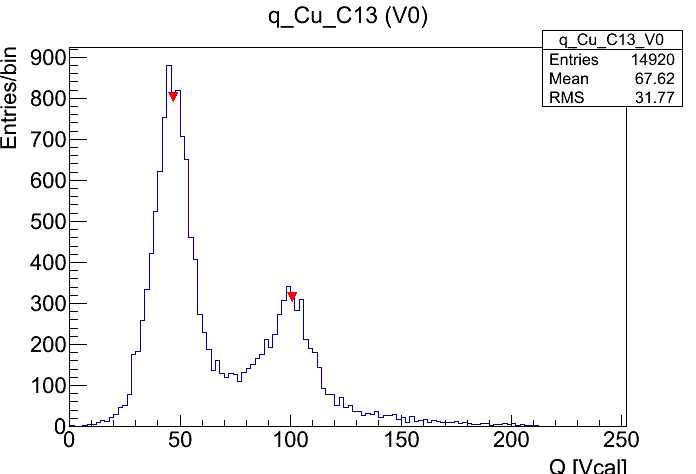 q_Cu_C13 (V0)
q_Cu_C13_V0
Entries 14920
Mean 67.62
RMS 31.77
Entries/bin
900
800
700
600
500
400
300
200
100
0
0 50 100 150 200 250
Q [Vcal]